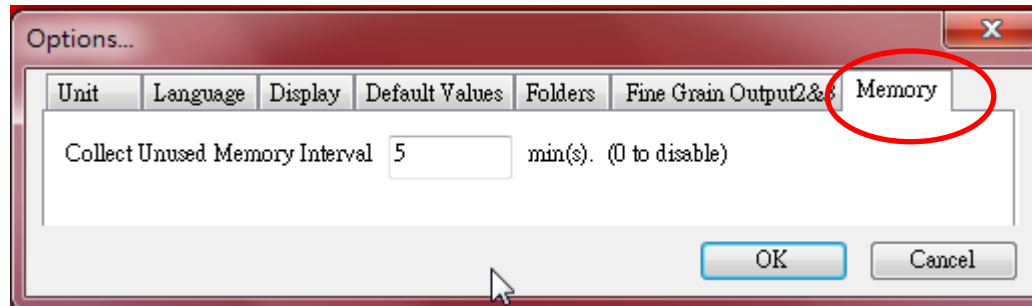 Options...
Unit Language Display Default Values Folders Fine Grain Output2&3 Memory
Collect Unused Memory Interval 5 min(s). (0 to disable)
OK Cancel